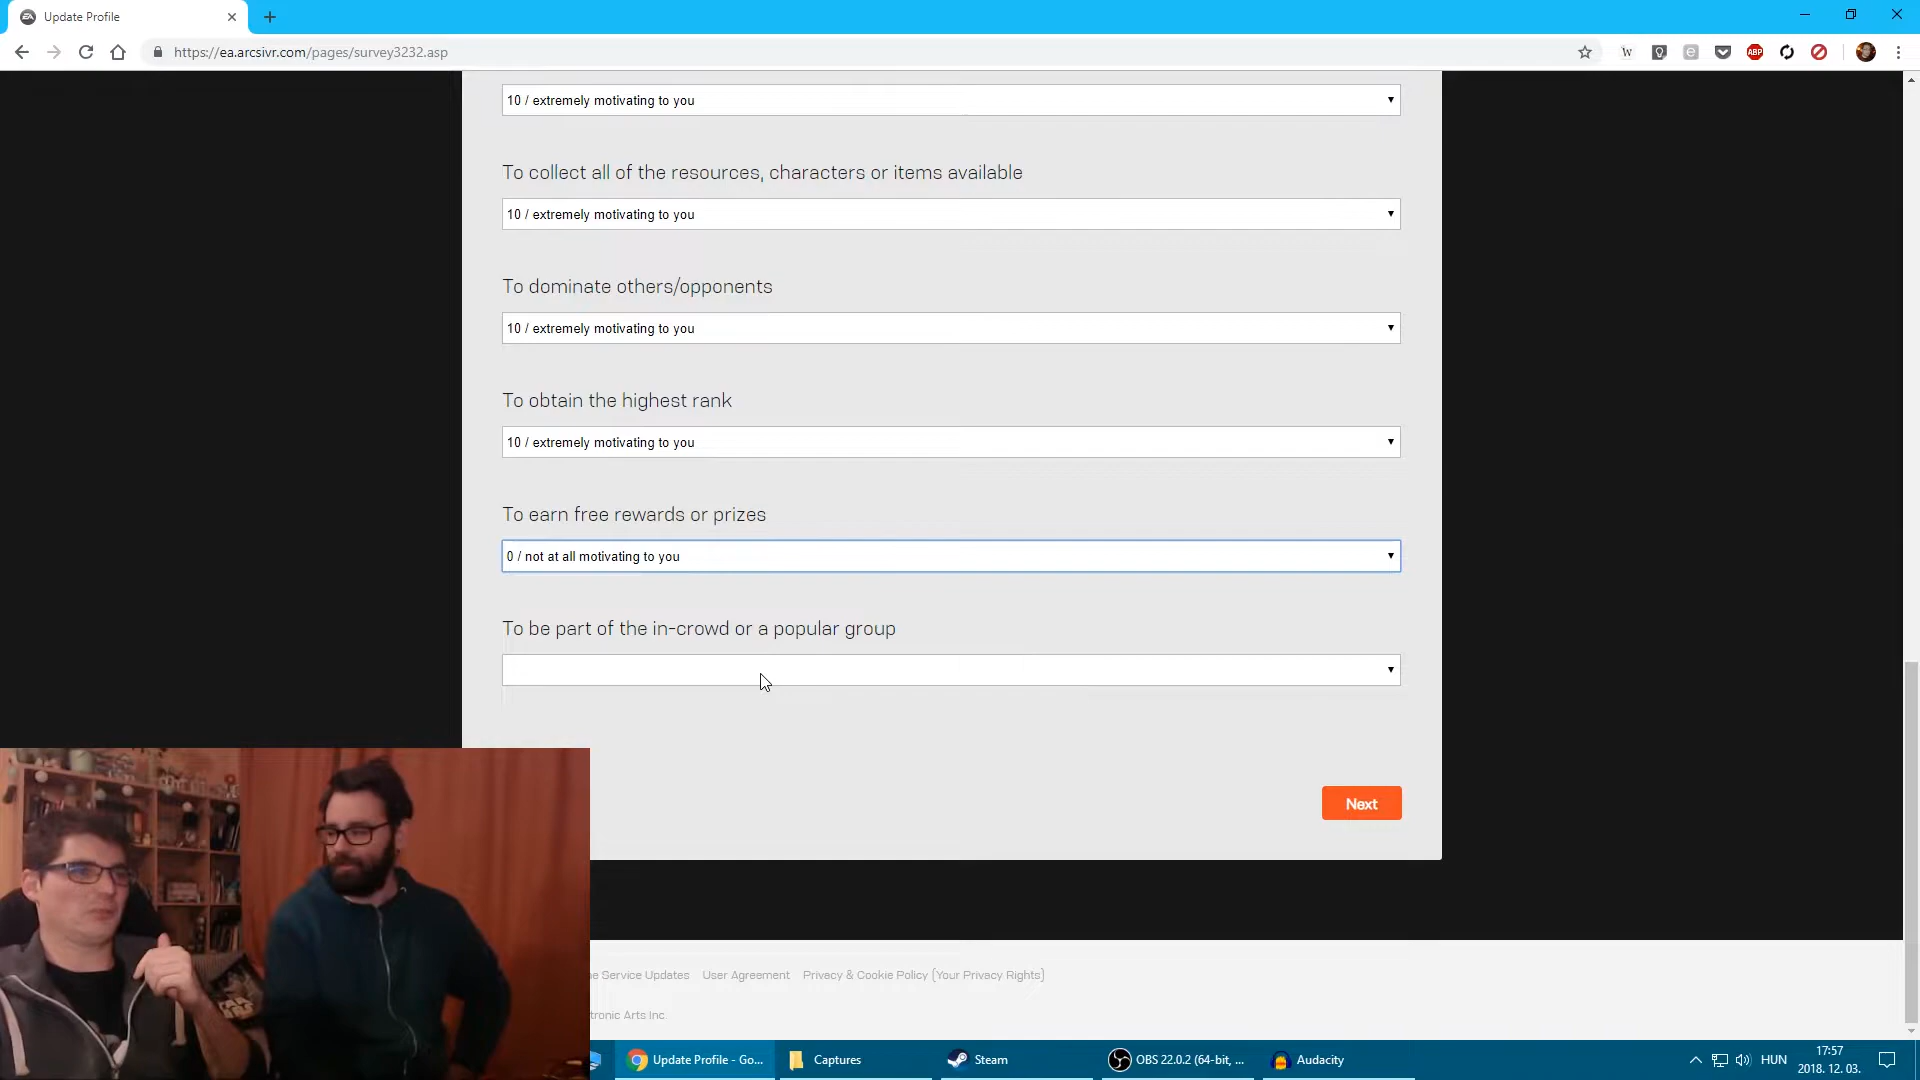 Update Profile
https://ea.arcsivr.com/pages/survey3232.asp
10 / extremely motivating to you
To collect all of the resources, characters or items available
10 / extremely motivating to you
To dominate others/opponents
10 / extremely motivating to you
To obtain the highest rank
10 / extremely motivating to you
To earn free rewards or prizes
0 / not at all motivating to you
To be part of the in-crowd or a popular group
Next
Service Updates User Agreement Privacy & Cookie Policy (Your Privacy Rights)
tronic Arts Inc.
Update Profile - Go... Captures Steam OBS 22.0.2 (64-bit, ... Audacity HUN 17:57
2018. 12. 03.